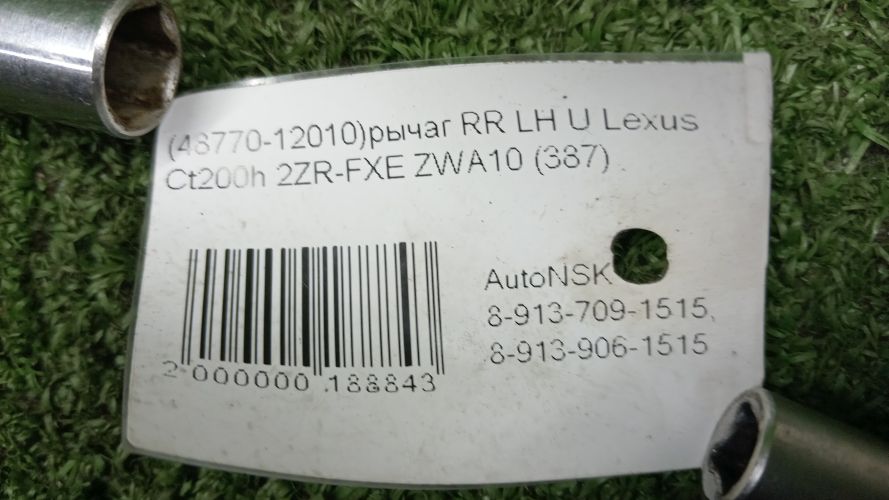 (48770-12010)рычаг RR LH U Lexus
Ct200h 2ZR-FXE ZWA10 (387)
AutoNSK
8-913-709-1515,
8-913-906-1515
2 000000 188843